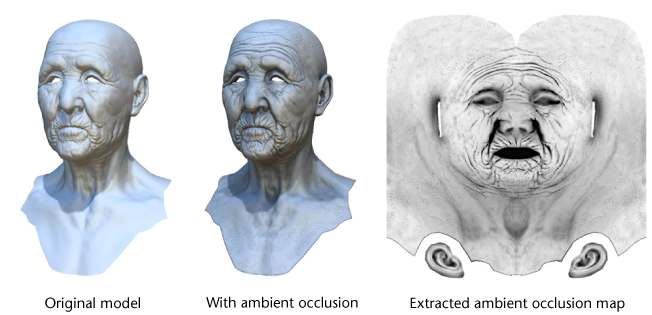 Original model
With ambient occlusion
Extracted ambient occlusion map